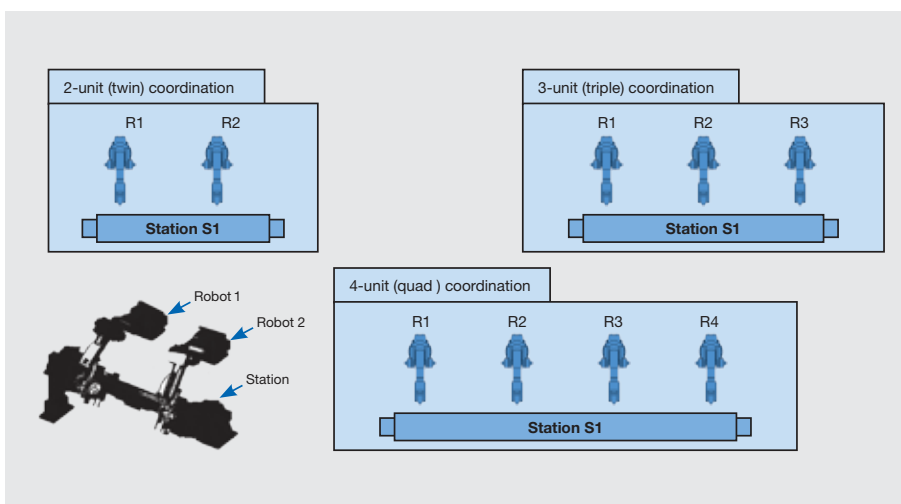 2-unit (twin) coordination
R1 R2
Station S1
3-unit (triple) coordination
R1 R2 R3
Station S1
Robot 1
Robot 2
Station
4-unit (quad ) coordination
R1 R2 R3 R4
Station S1